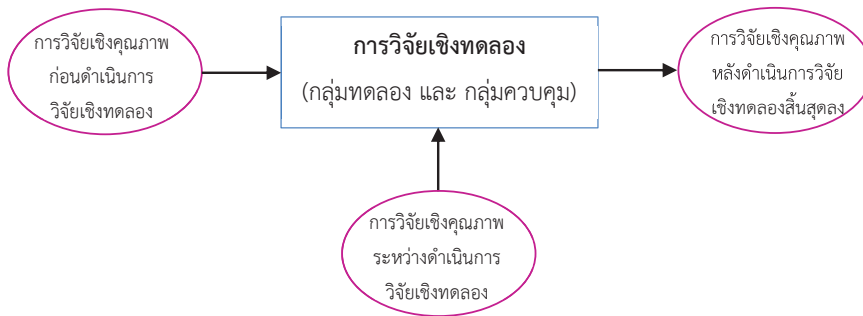 การวิจัยเชิงคุณภาพ
ก่อนดำเนินการ
วิจัยเชิงทดลอง
การวิจัยเชิงทดลอง
(กลุ่มทดลอง และ กลุ่มควบคุม)
การวิจัยเชิงคุณภาพ
หลังดำเนินการวิจัย
เชิงทดลองสิ้นสุดลง
การวิจัยเชิงคุณภาพ
ระหว่างดำเนินการ
วิจัยเชิงทดลอง